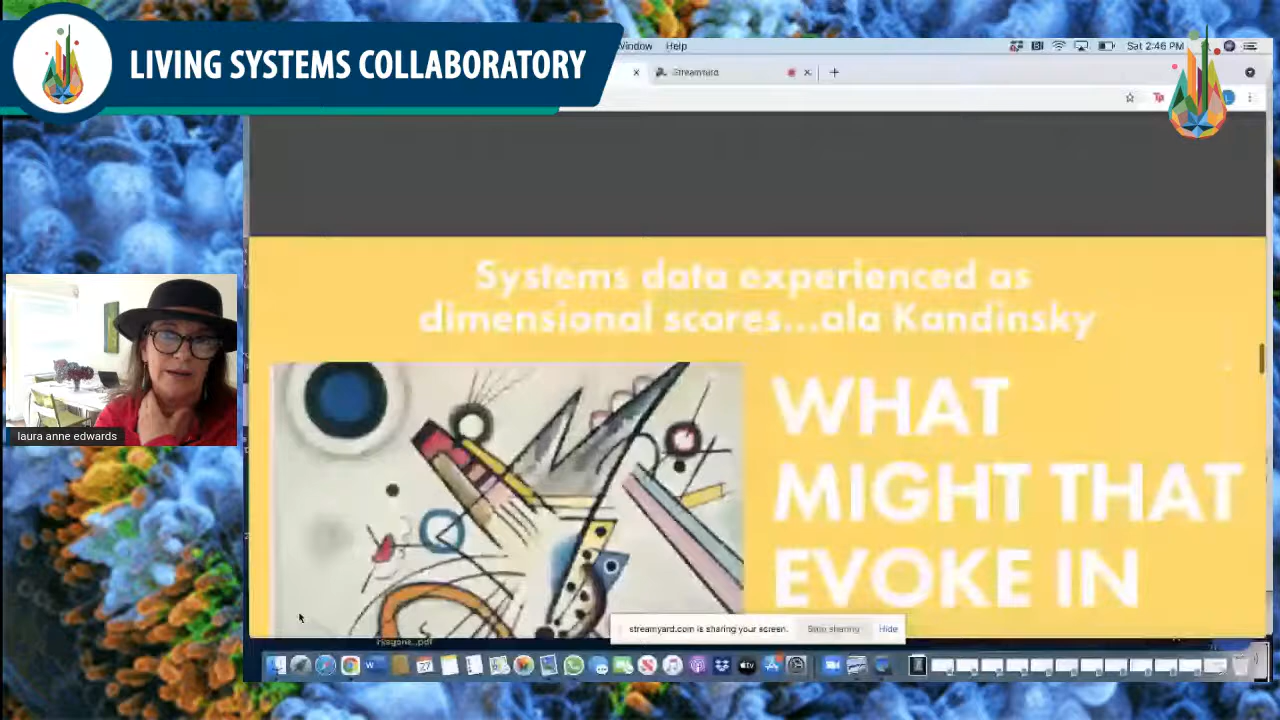 LIVING SYSTEMS COLLABORATORY
Window Help
Sat 2:46 PM
Streamyard
Systems data experienced as
dimensional scores...ala Kandinsky
WHAT
MIGHT THAT
EVOKE IN
laura anne edwards
streamyard.com is sharing your screen. Stop sharing Hide